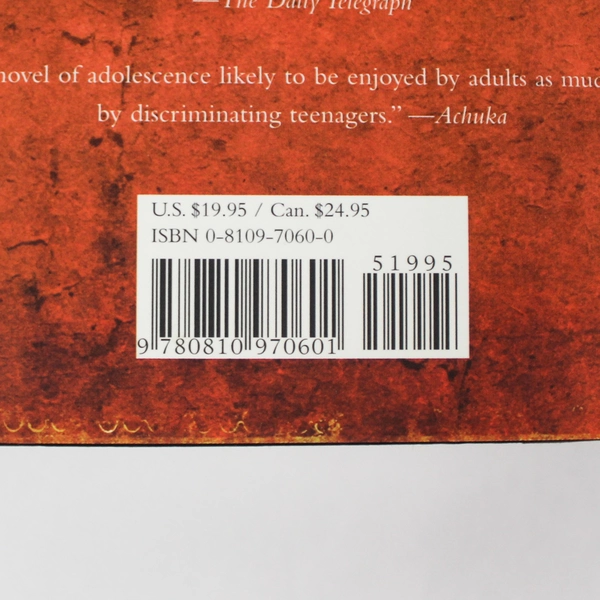 —The Daily Telegraph
novel of adolescence likely to be enjoyed by adults as muc
by discriminating teenagers.” —Achuka
U.S. $19.95 / Can. $24.95
ISBN 0-8109-7060-0
51995
9 780810 970601